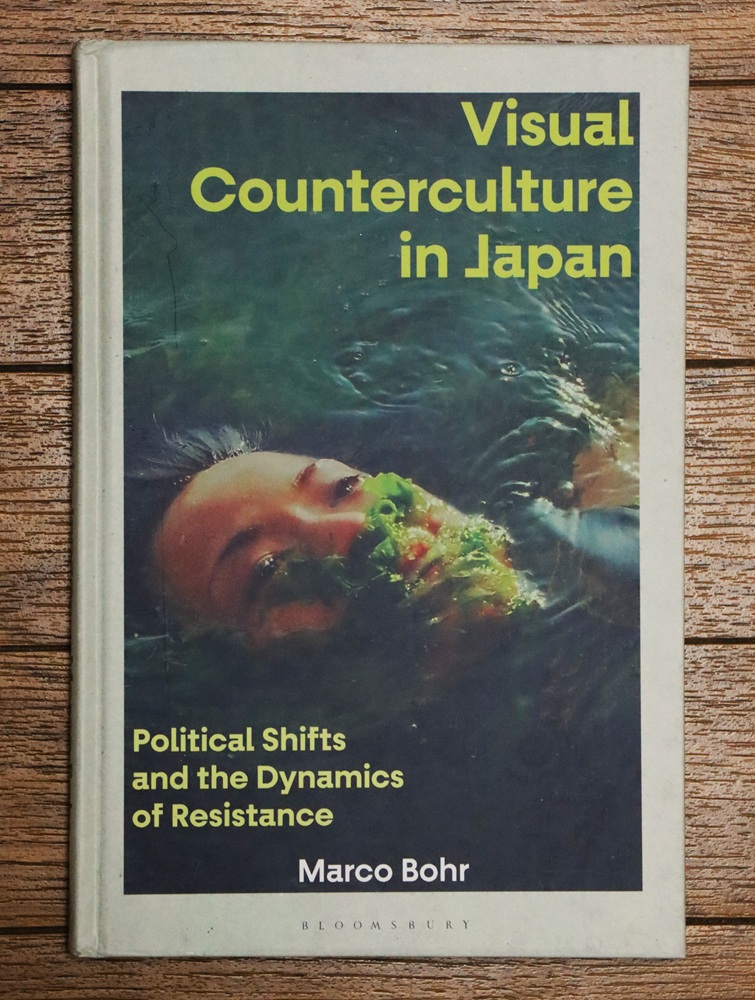 Visual
Counterculture
in Japan
Political Shifts
and the Dynamics
of Resistance
Marco Bohr
BLOOMSBURY